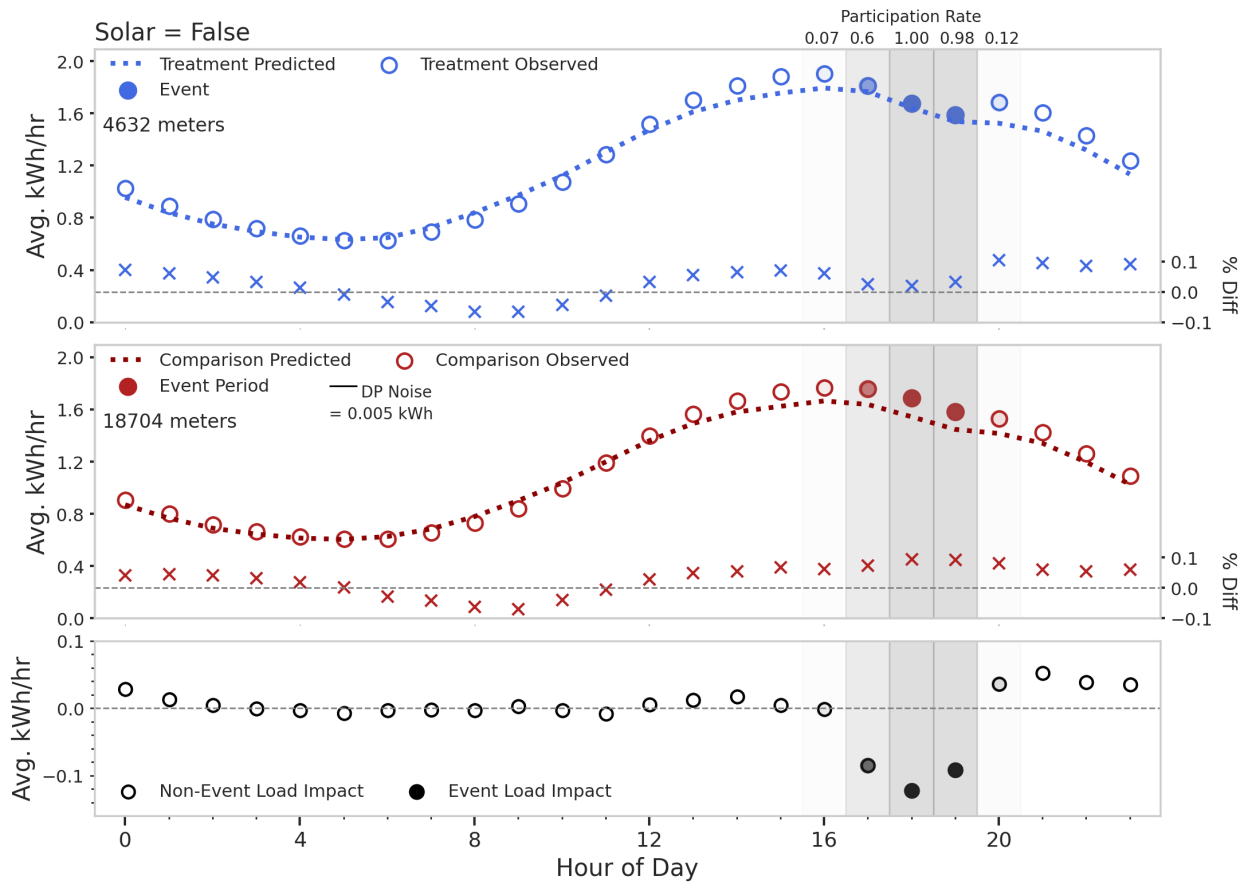 Participation Rate
Solar = False
0.07 0.6 1.00 0.98 0.12
2.0
Treatment Predicted
Treatment Observed
Event
1.6
4632 meters
1.2
0.8
0.4
0.0
Avg. kWh/hr
0.1
0.0
−0.1
% Diff
2.0
Comparison Predicted
Comparison Observed
Event Period
DP Noise
= 0.005 kWh
1.6
18704 meters
1.2
0.8
0.4
0.0
Avg. kWh/hr
0.1
0.0
−0.1
% Diff
0.1
0.0
−0.1
Avg. kWh/hr
Non-Event Load Impact
Event Load Impact
0 4 8 12 16 20
Hour of Day